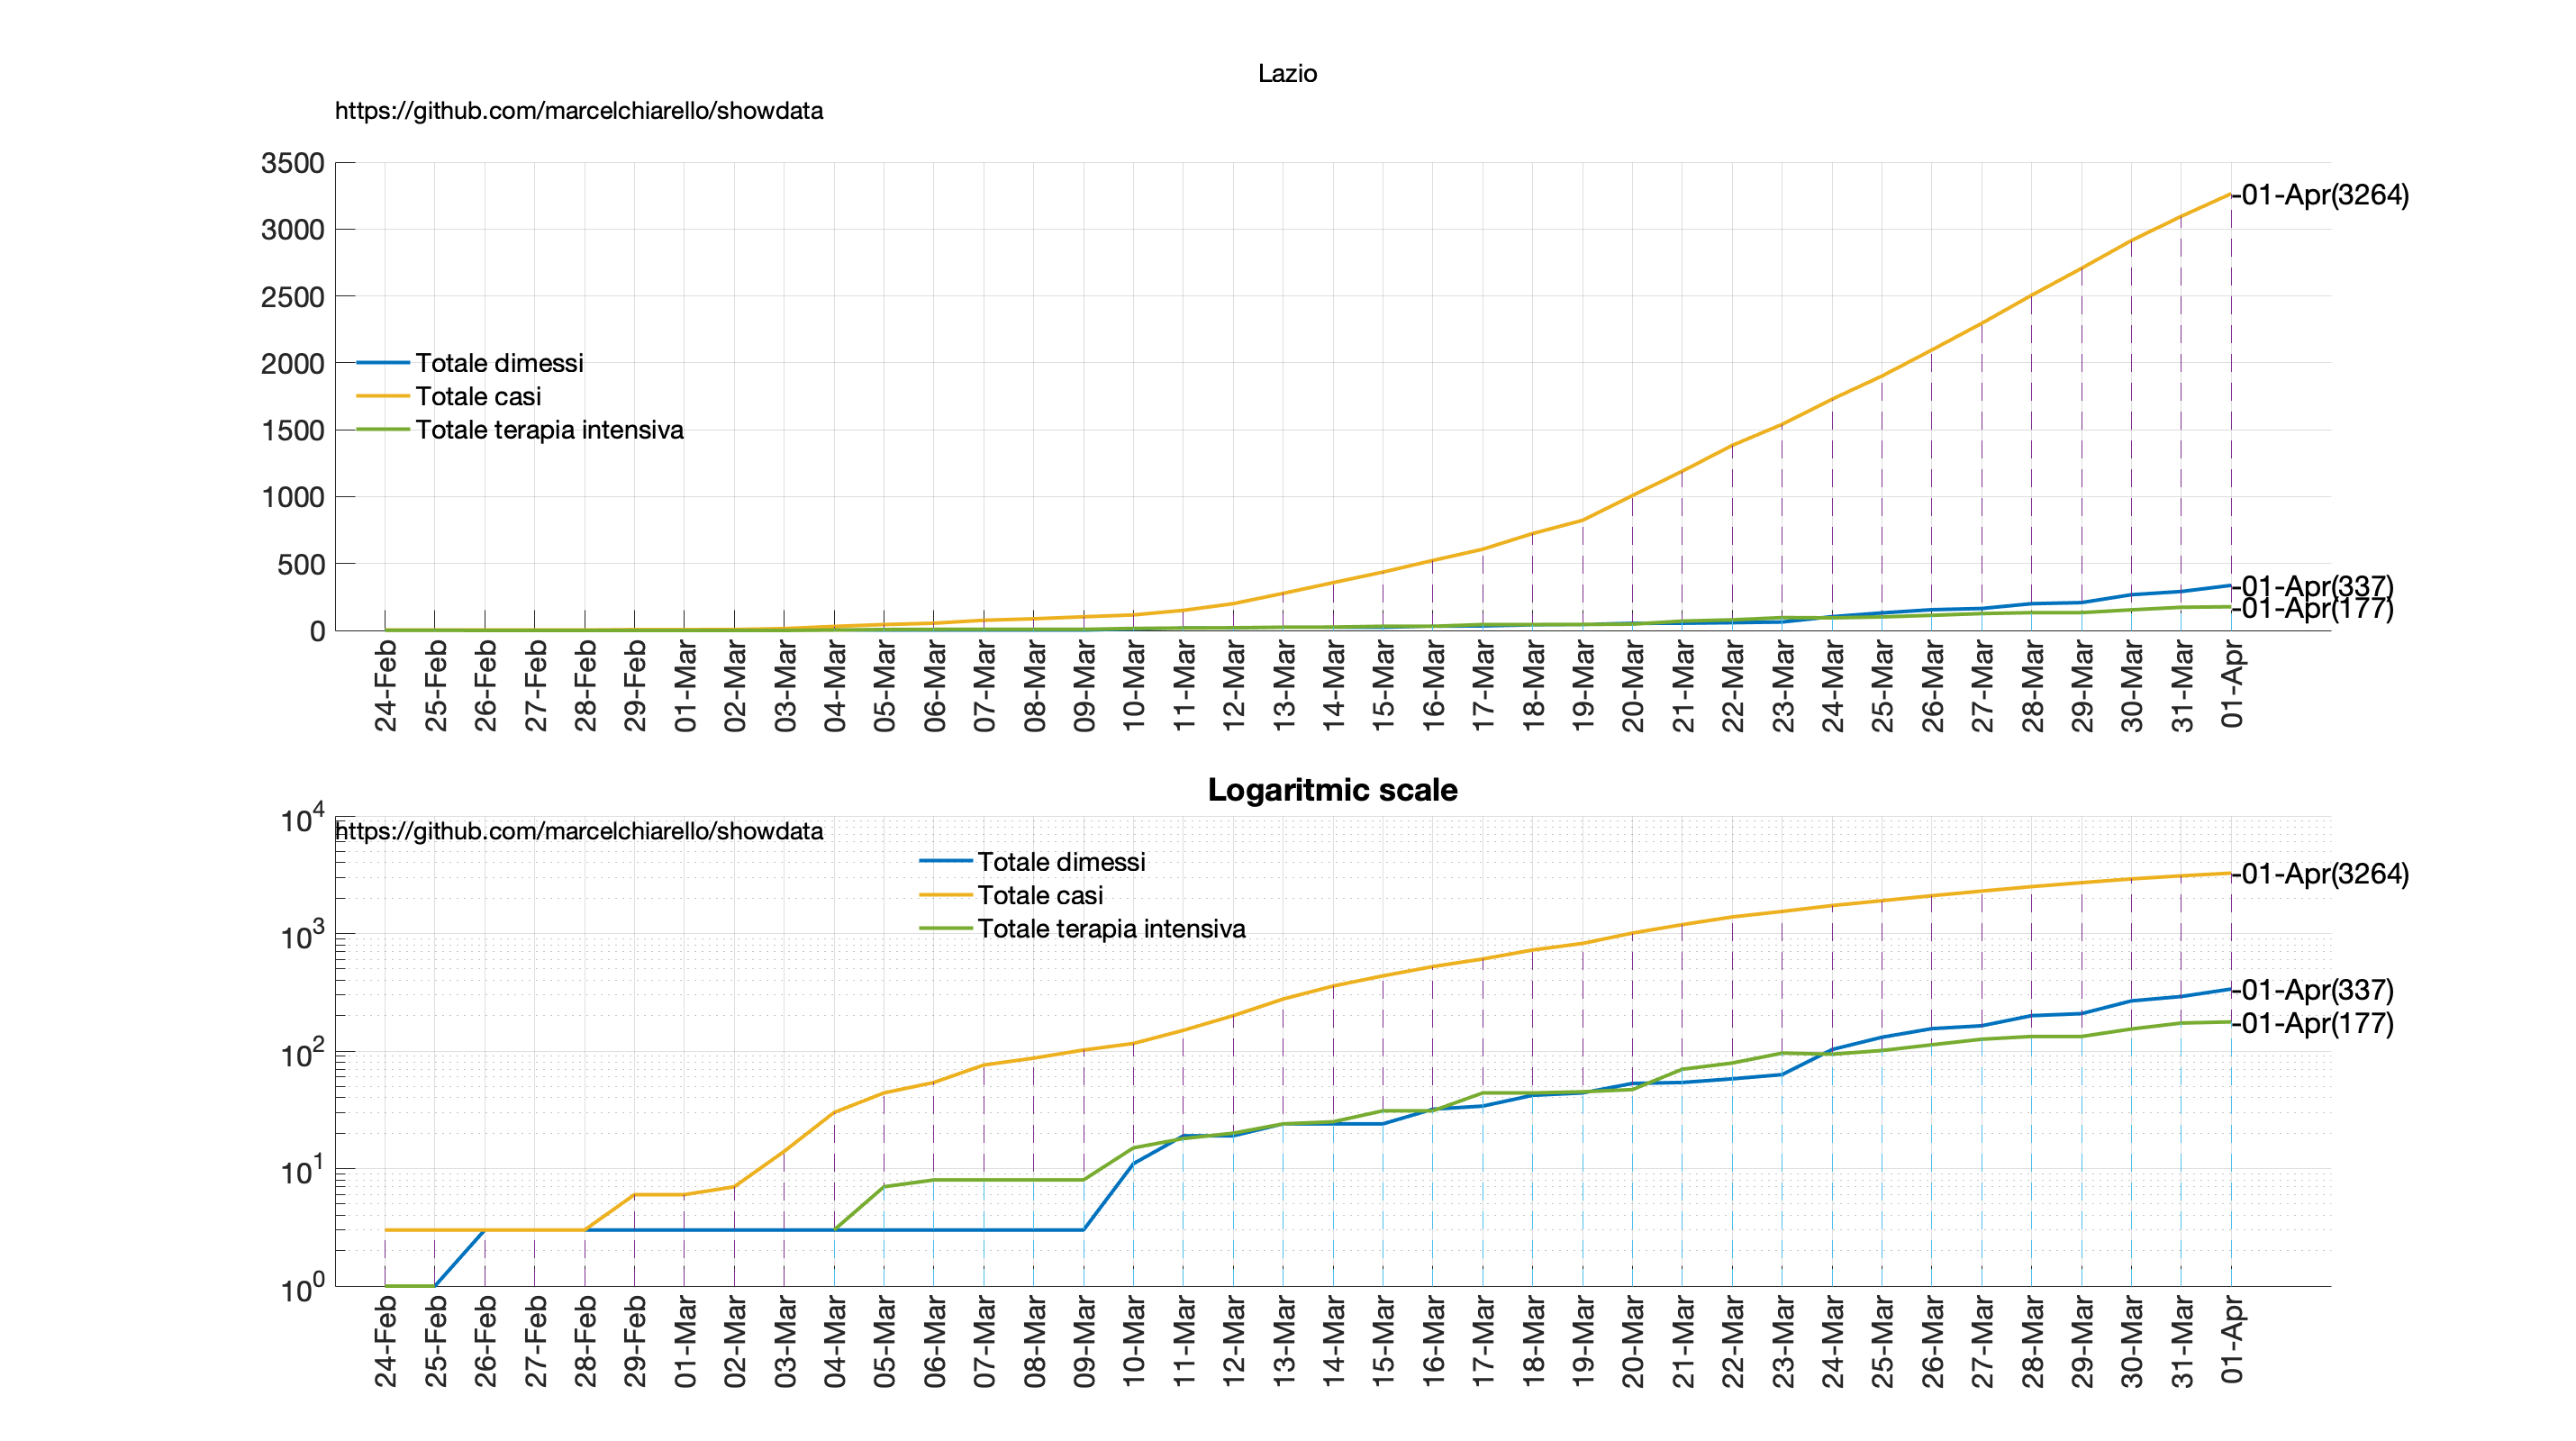 Lazio
https://github.com/marcelchiarello/showdata
3500
3000
2500
2000
1500
1000
500
0
Totale dimessi
Totale casi
Totale terapia intensiva
-01-Apr(3264)
-01-Apr(337)
-01-Apr(177)
24-Feb
25-Feb
26-Feb
27-Feb
28-Feb
29-Feb
01-Mar
02-Mar
03-Mar
04-Mar
05-Mar
06-Mar
07-Mar
08-Mar
09-Mar
10-Mar
11-Mar
12-Mar
13-Mar
14-Mar
15-Mar
16-Mar
17-Mar
18-Mar
19-Mar
20-Mar
21-Mar
22-Mar
23-Mar
24-Mar
25-Mar
26-Mar
27-Mar
28-Mar
29-Mar
30-Mar
31-Mar
01-Apr
Logaritmic scale
https://github.com/marcelchiarello/showdata
10^4
10^3
10^2
10^1
10^0
Totale dimessi
Totale casi
Totale terapia intensiva
-01-Apr(3264)
-01-Apr(337)
-01-Apr(177)
24-Feb
25-Feb
26-Feb
27-Feb
28-Feb
29-Feb
01-Mar
02-Mar
03-Mar
04-Mar
05-Mar
06-Mar
07-Mar
08-Mar
09-Mar
10-Mar
11-Mar
12-Mar
13-Mar
14-Mar
15-Mar
16-Mar
17-Mar
18-Mar
19-Mar
20-Mar
21-Mar
22-Mar
23-Mar
24-Mar
25-Mar
26-Mar
27-Mar
28-Mar
29-Mar
30-Mar
31-Mar
01-Apr